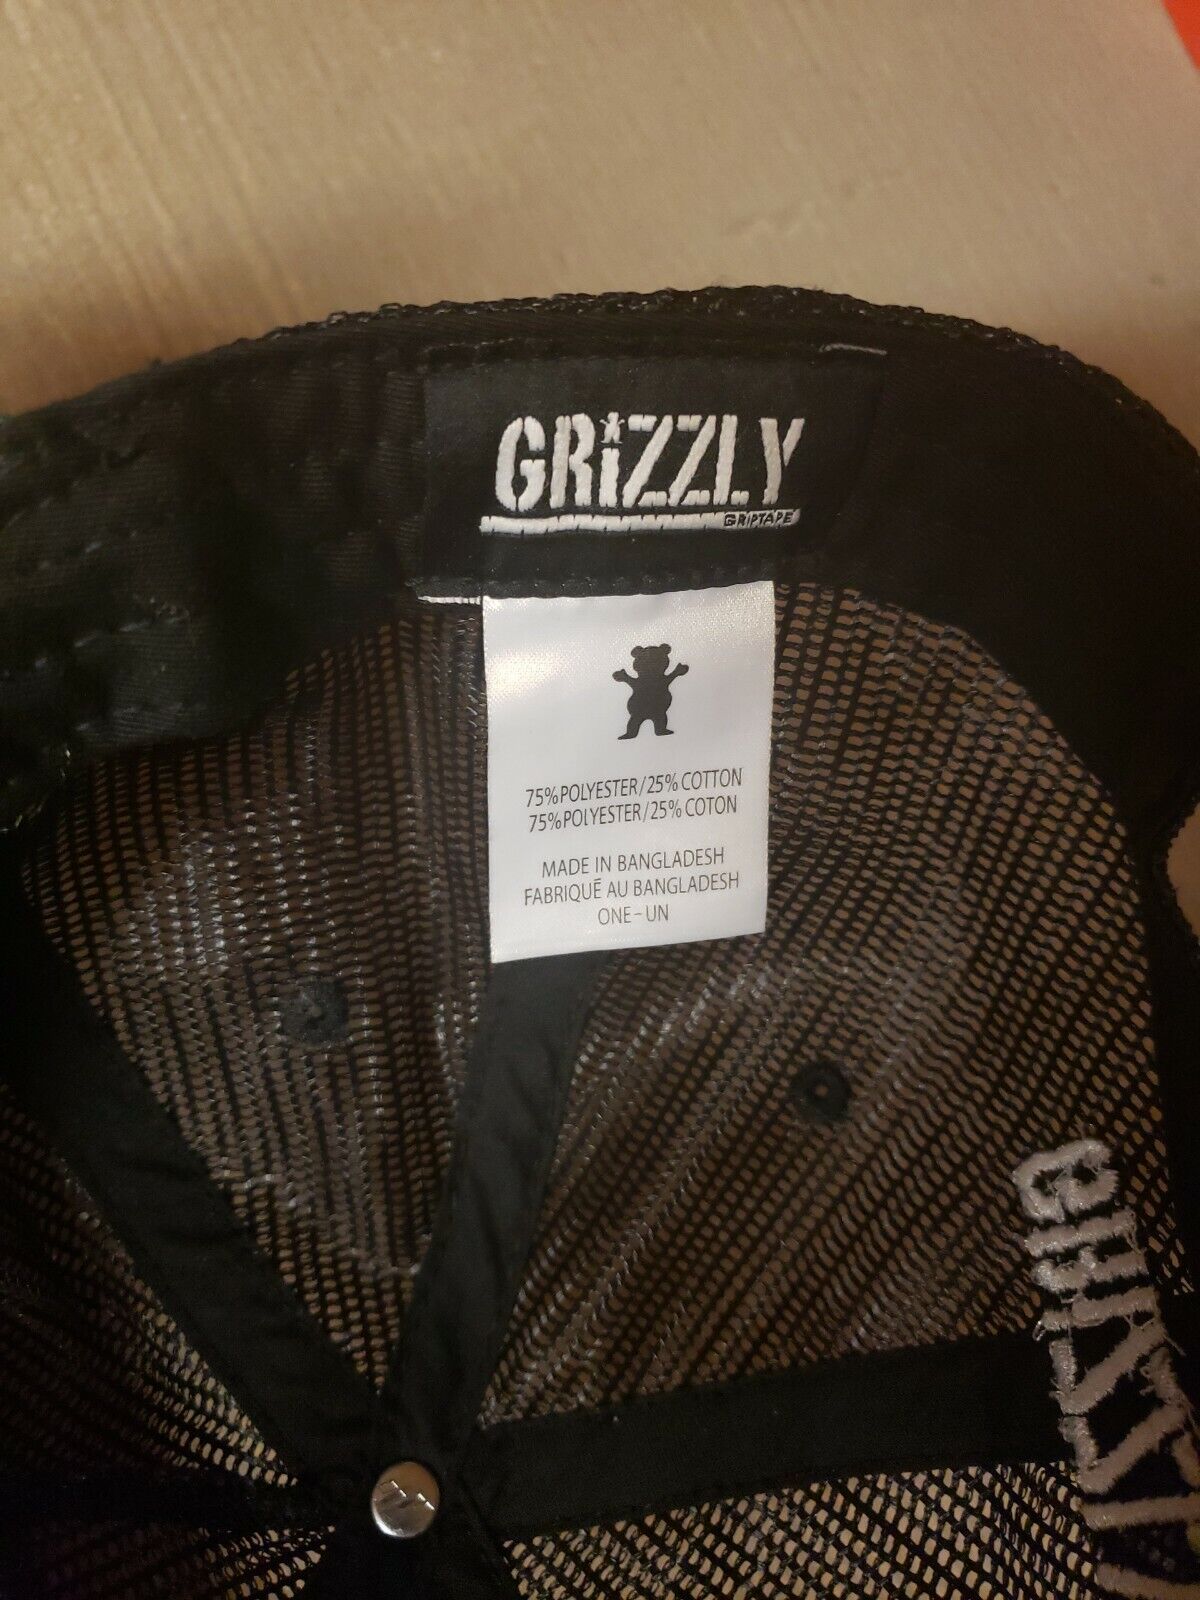 GRiZZLY
GRIPTAPE
75%POLYESTER/25% COTTON
75%POLYESTER/25% COTON
MADE IN BANGLADESH
FABRIQUÉ AU BANGLADESH
ONE-UN